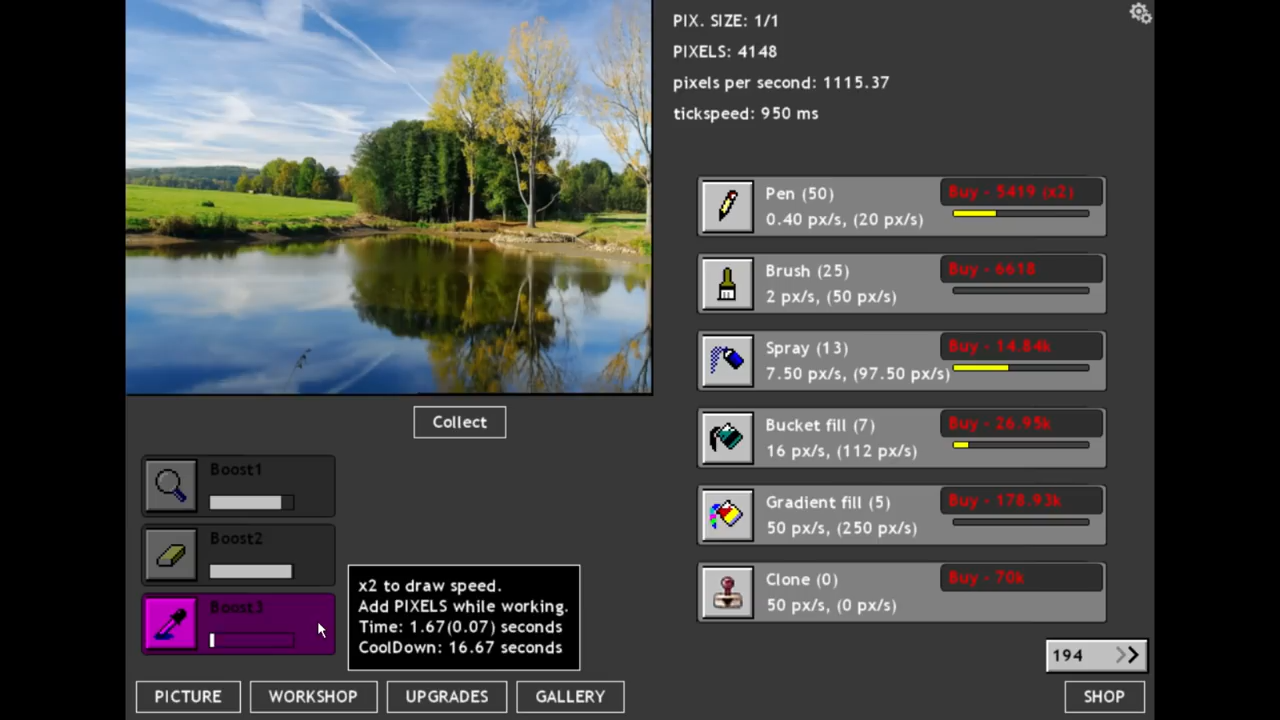 PIX. SIZE: 1/1
PIXELS: 4148
pixels per second: 1115.37
tickspeed: 950 ms
Pen (50)
Buy - 5419 (x2)
0.40 px/s, (20 px/s)
Brush (25)
Buy - 6618
2 px/s, (50 px/s)
Spray (13)
Buy - 14.84k
7.50 px/s, (97.50 px/s)
Bucket fill (7)
Buy - 26.95k
16 px/s, (112 px/s)
Gradient fill (5)
Buy - 178.93k
50 px/s, (250 px/s)
Clone (0)
Buy - 70k
50 px/s, (0 px/s)
Collect
Boost1
Boost2
Boost3
x2 to draw speed.
Add PIXELS while working.
Time: 1.67(0.07) seconds
CoolDown: 16.67 seconds
194
PICTURE
WORKSHOP
UPGRADES
GALLERY
SHOP